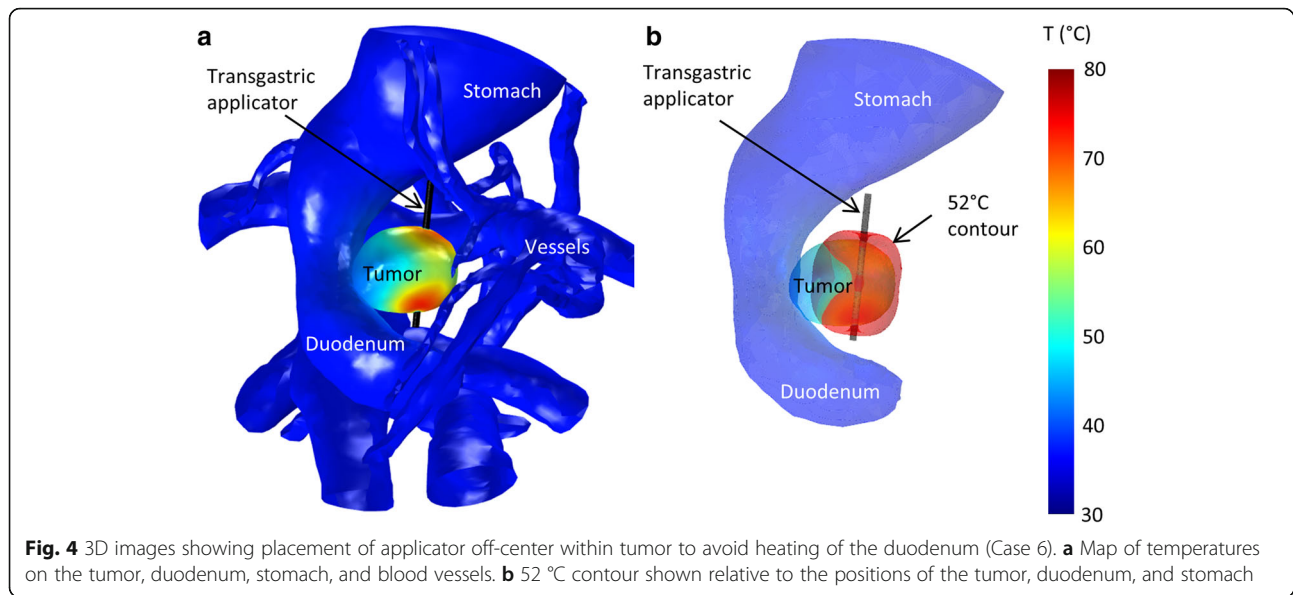 a
Transgastric
applicator
Stomach
Tumor
Vessels
Duodenum
b
Transgastric
applicator
Stomach
52°C
contour
Tumor
Duodenum
T (°C)
80
70
60
50
40
30
Fig. 4 3D images showing placement of applicator off-center within tumor to avoid heating of the duodenum (Case 6). a Map of temperatures
on the tumor, duodenum, stomach, and blood vessels. b 52 °C contour shown relative to the positions of the tumor, duodenum, and stomach